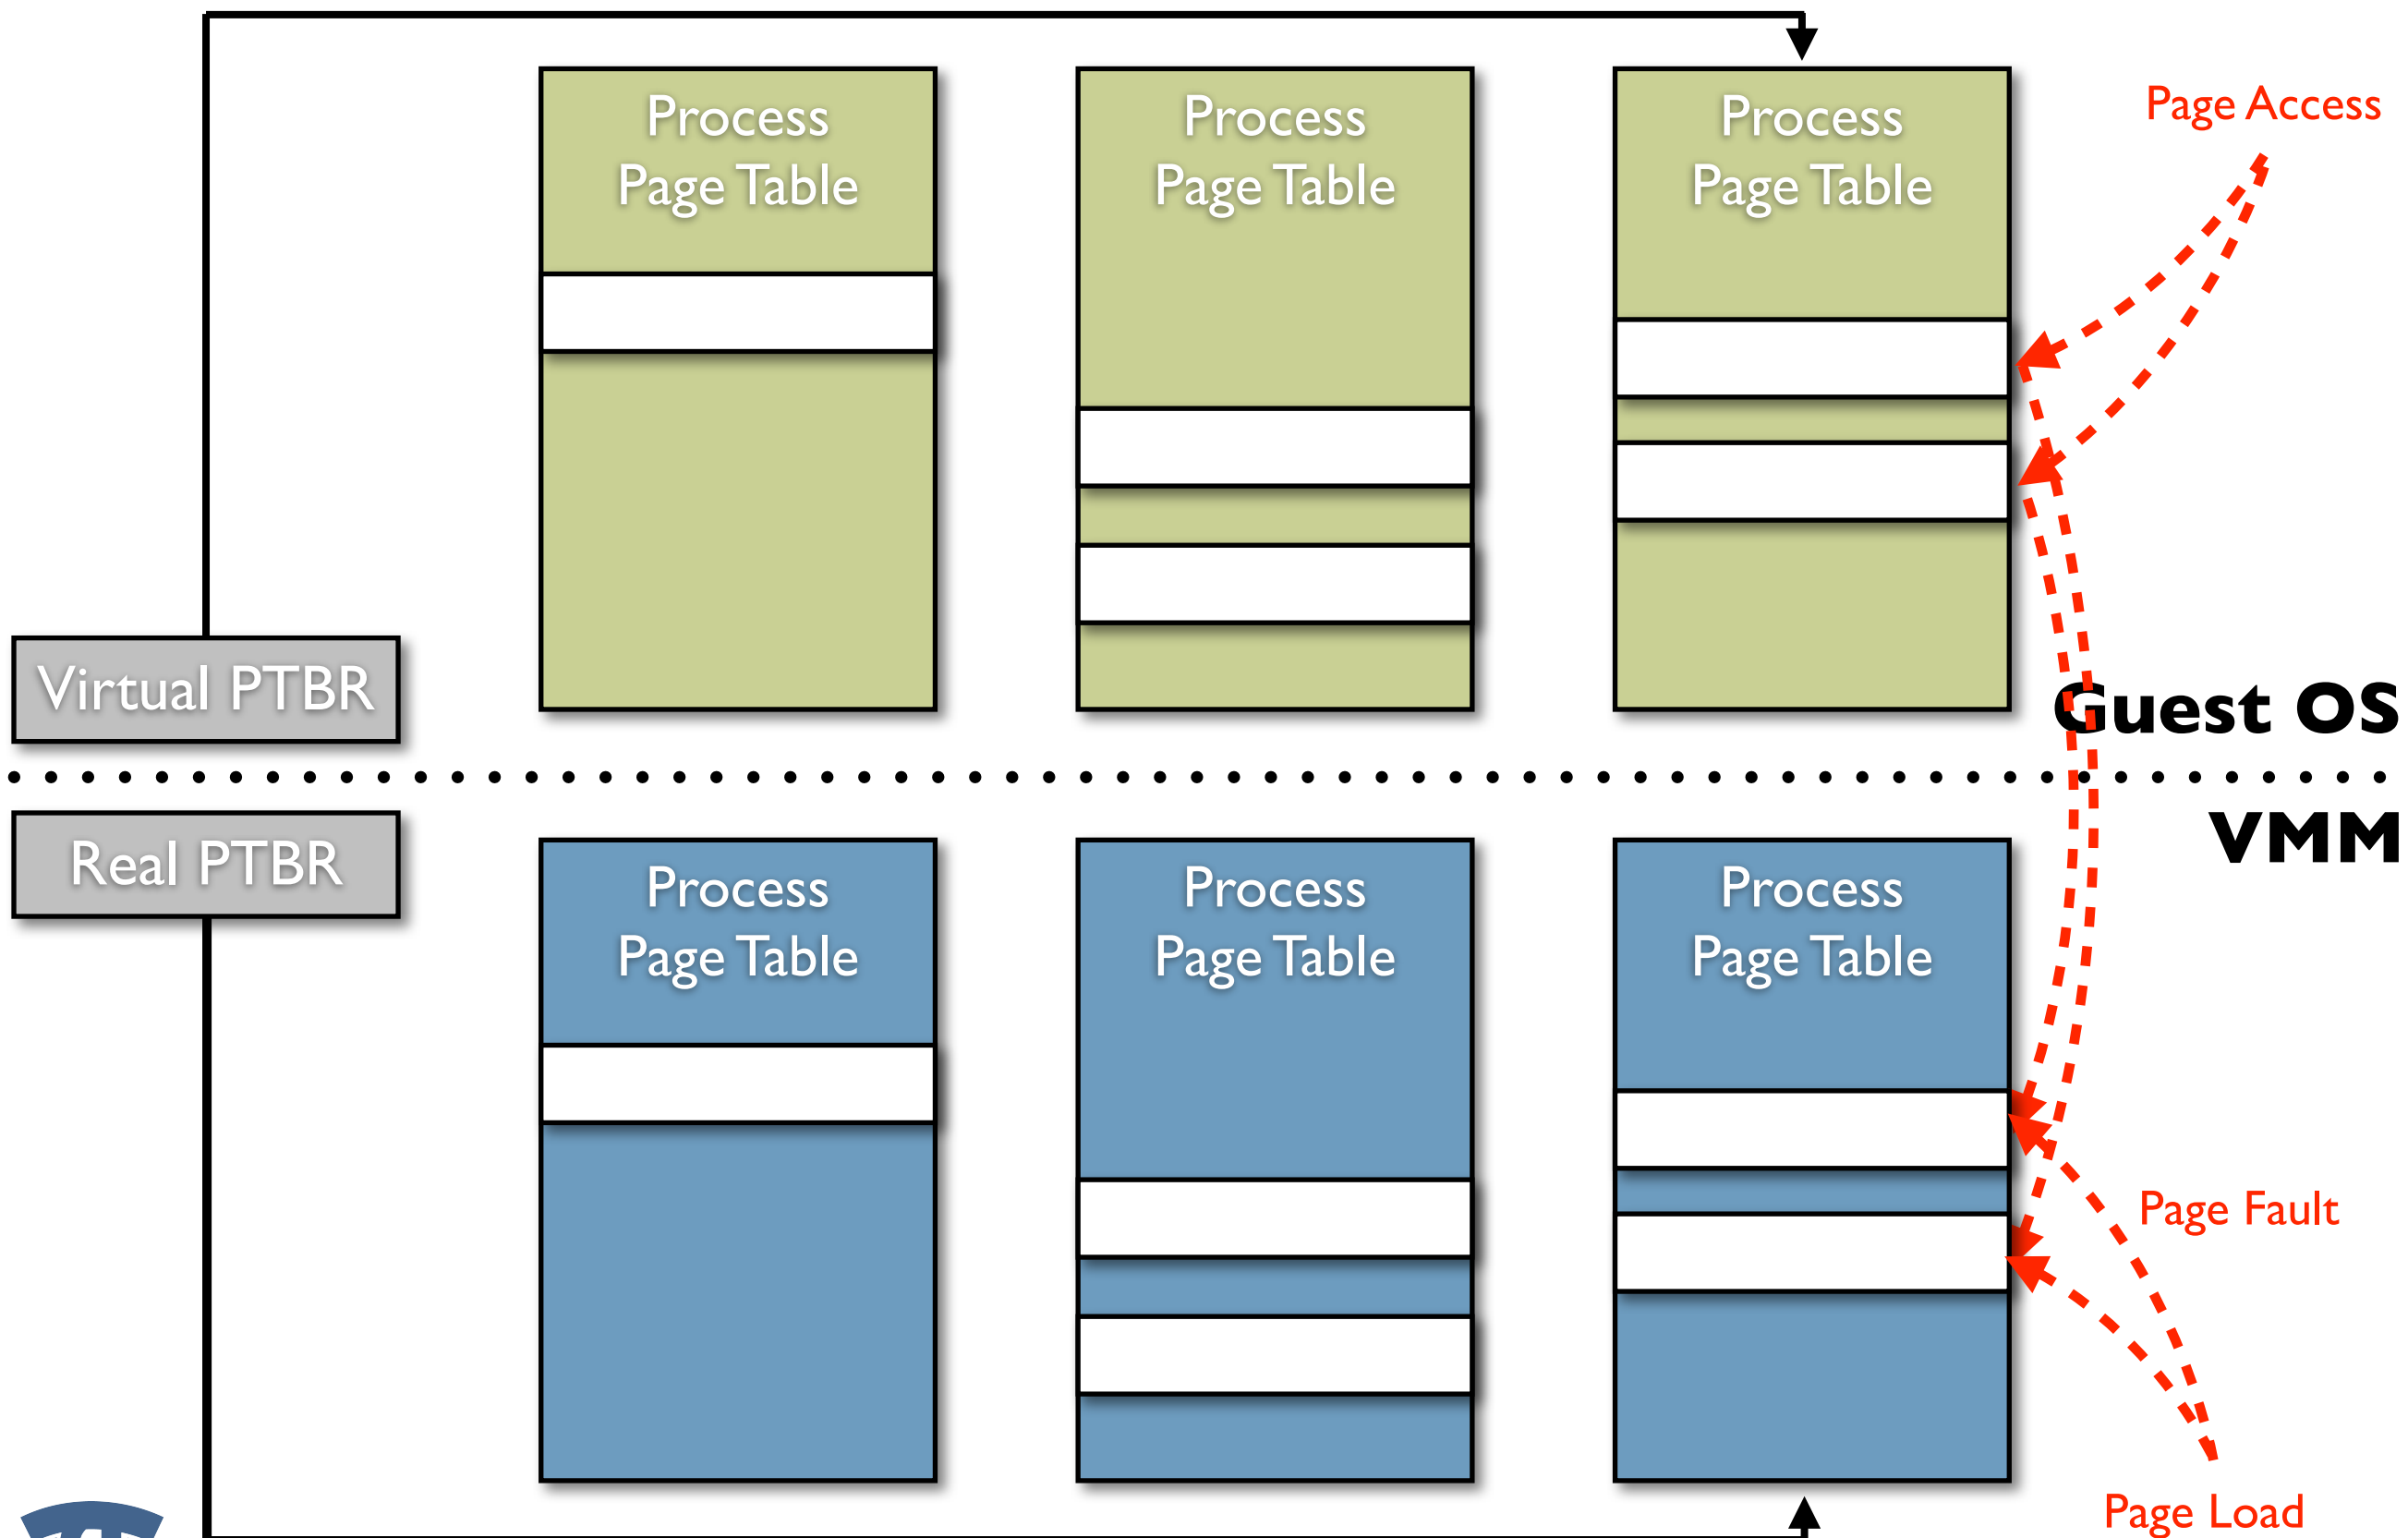 Process
Page Table
Process
Page Table
Process
Page Table
Page Access
Virtual PTBR
Guest OS
Real PTBR
VMM
Process
Page Table
Process
Page Table
Process
Page Table
Page Fault
Page Load